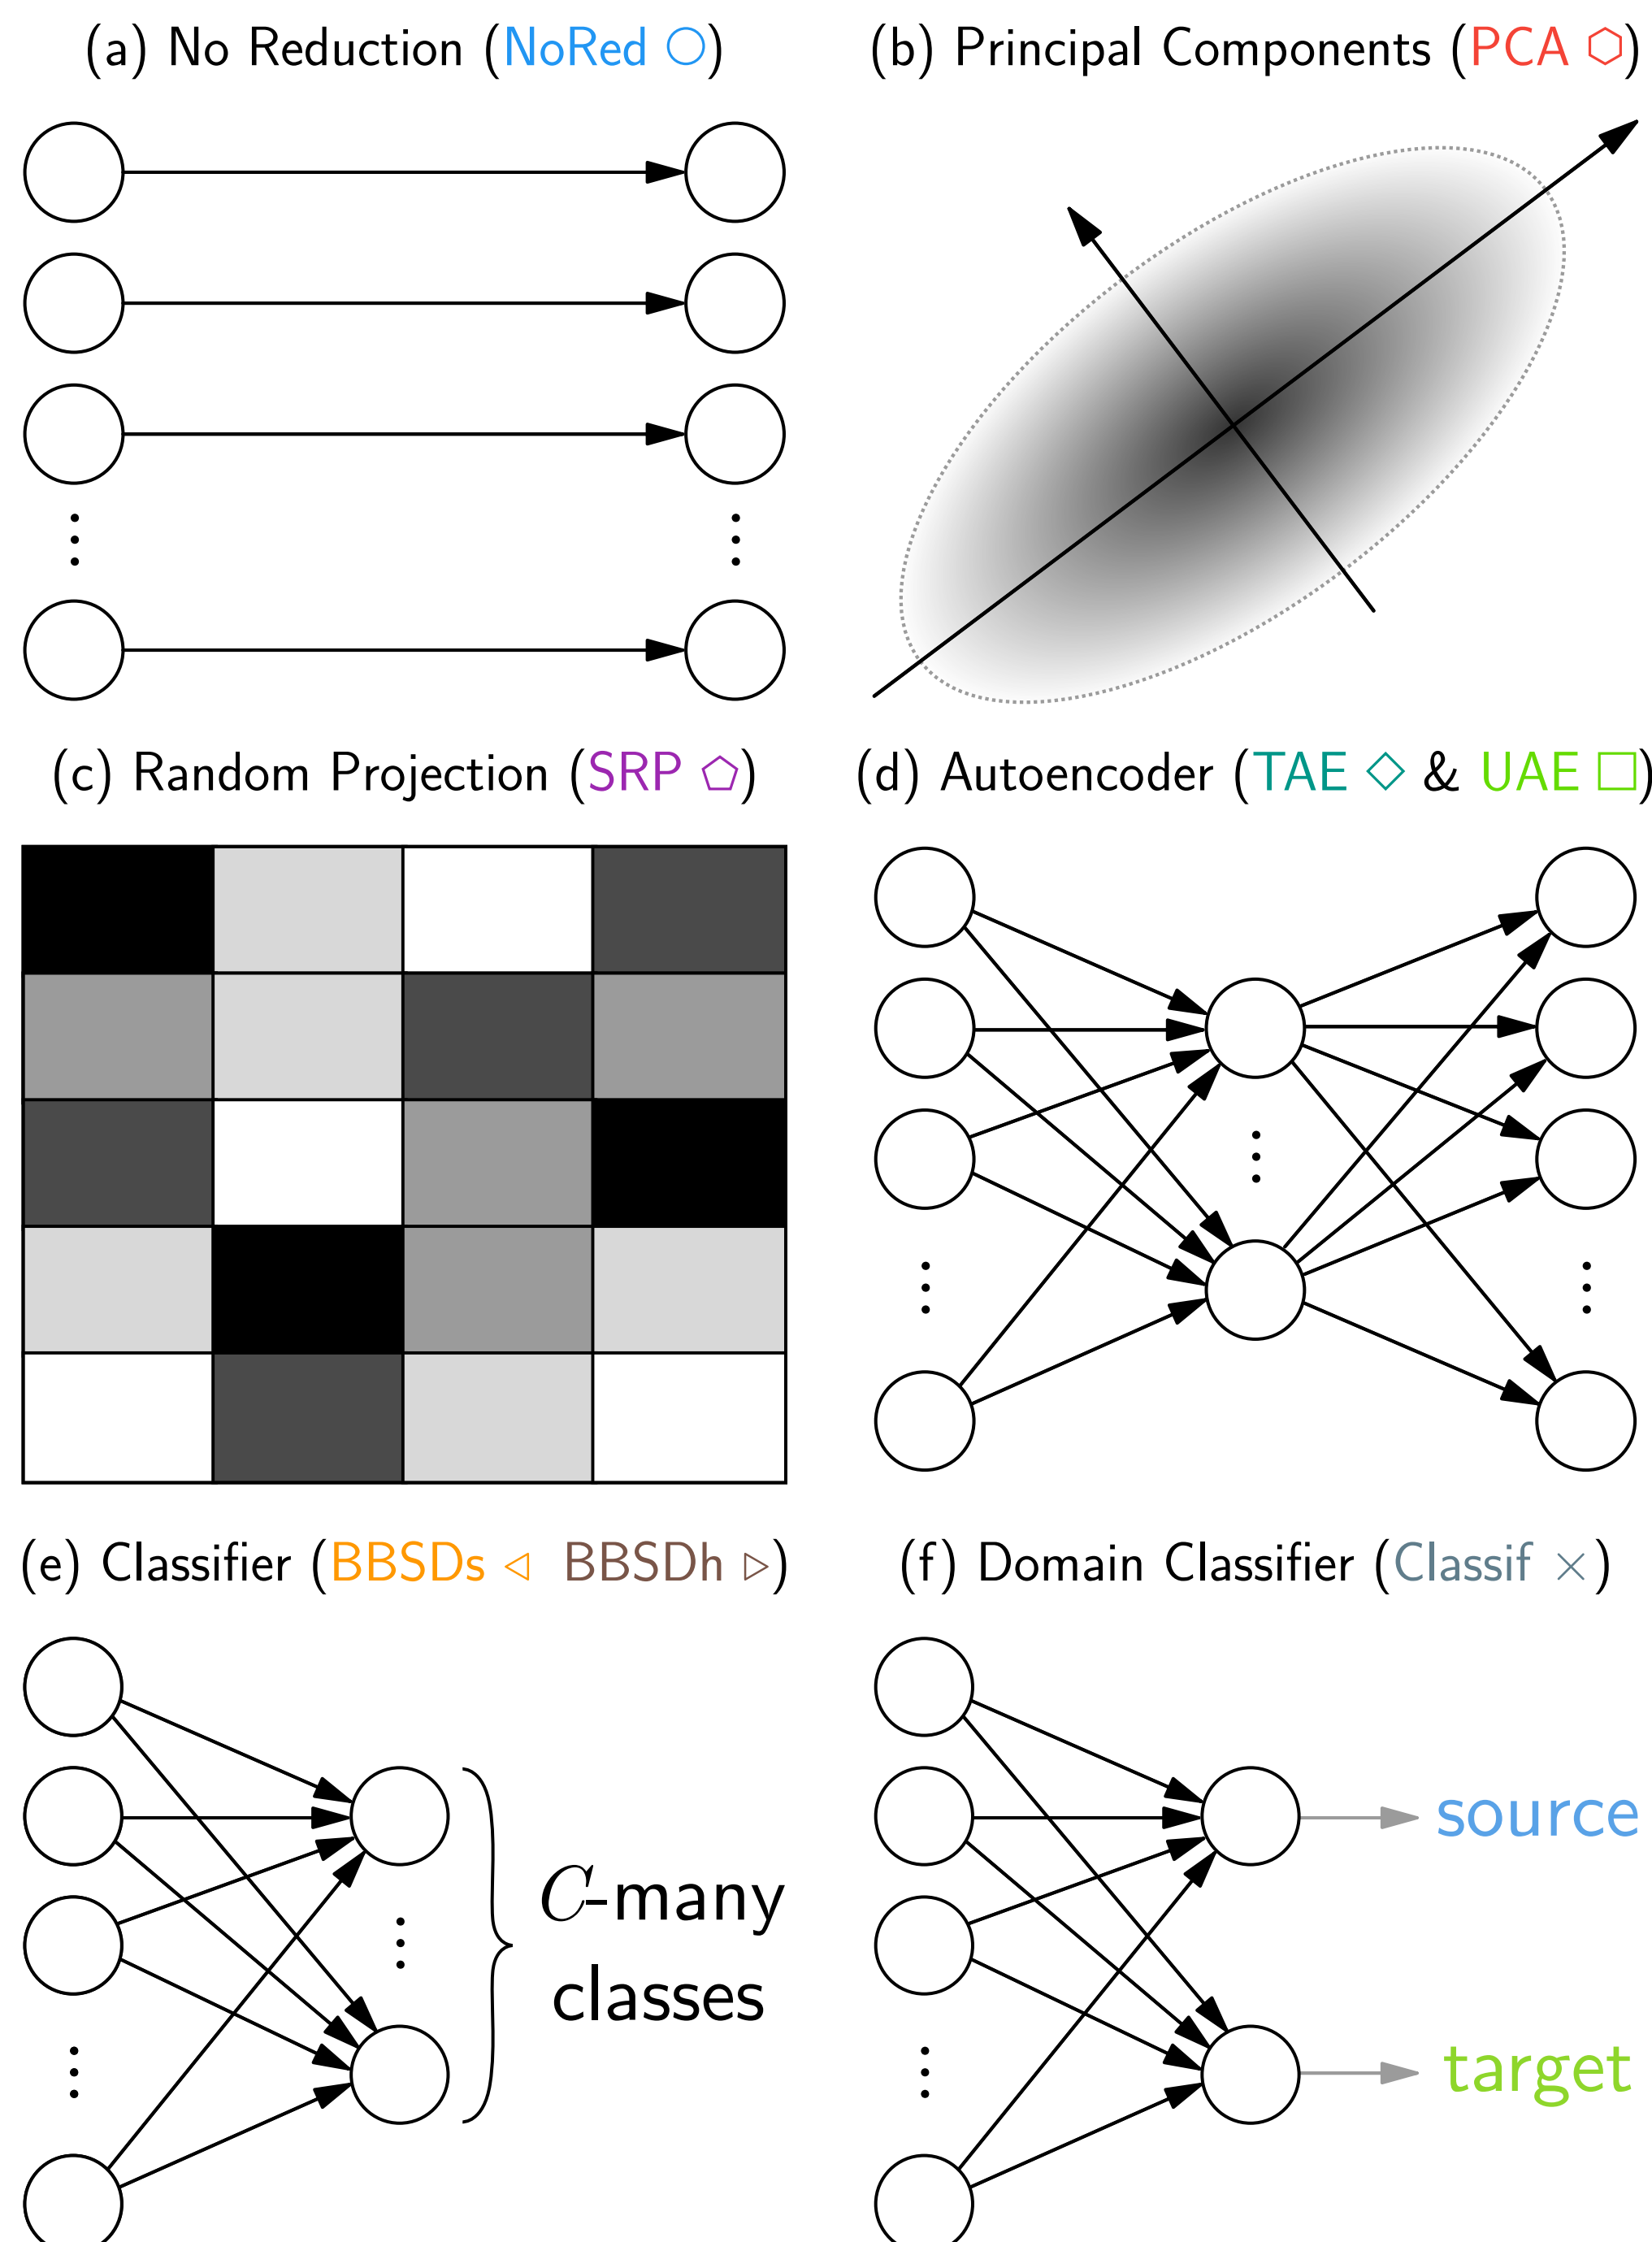 (a) No Reduction (NoRed ○)
(b) Principal Components (PCA ⬡)
(c) Random Projection (SRP ⬠)
(d) Autoencoder (TAE ◇ & UAE □)
(e) Classifier (BBSDs ◁ BBSDh ▷)
(f) Domain Classifier (Classif ×)
C-many
classes
source
target